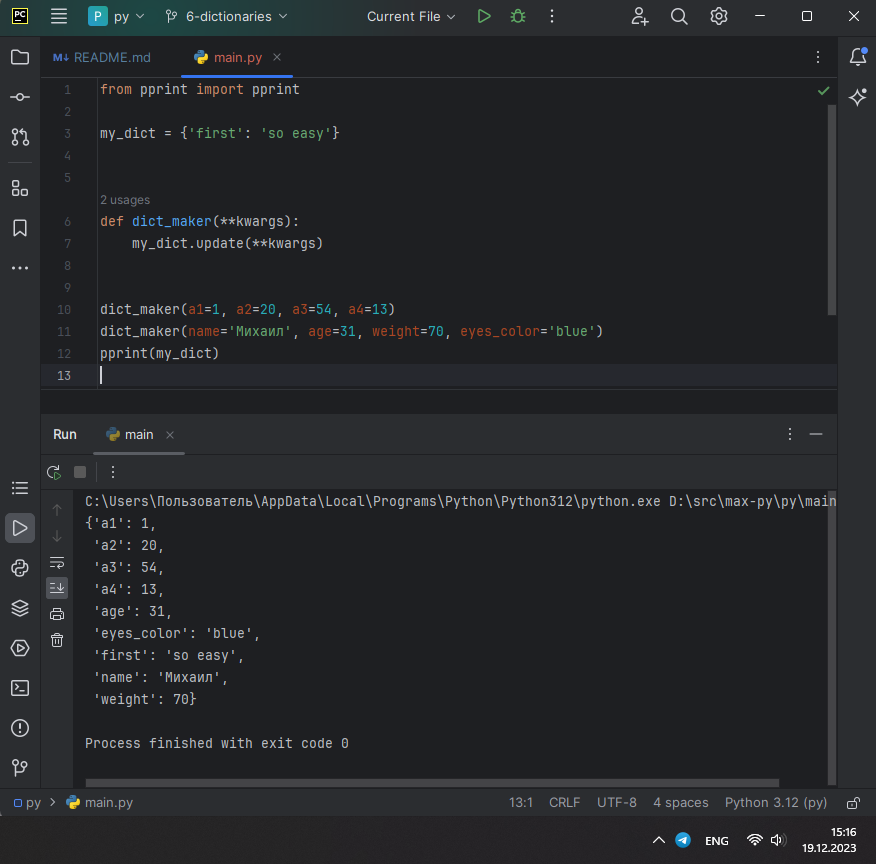 PC P py 6-dictionaries Current File
README.md main.py
1 from pprint import pprint
2
3 my_dict = {'first': 'so easy'}
4
5
2 usages
6 def dict_maker(**kwargs):
7     my_dict.update(**kwargs)
8
9
10 dict_maker(a1=1, a2=20, a3=54, a4=13)
11 dict_maker(name='Михаил', age=31, weight=70, eyes_color='blue')
12 pprint(my_dict)
13
Run main
C:\Users\Пользователь\AppData\Local\Programs\Python\Python312\python.exe D:\src\max-py\py\main
{'a1': 1,
 'a2': 20,
 'a3': 54,
 'a4': 13,
 'age': 31,
 'eyes_color': 'blue',
 'first': 'so easy',
 'name': 'Михаил',
 'weight': 70}
Process finished with exit code 0
py > main.py 13:1 CRLF UTF-8 4 spaces Python 3.12 (py)
ENG 15:16
19.12.2023